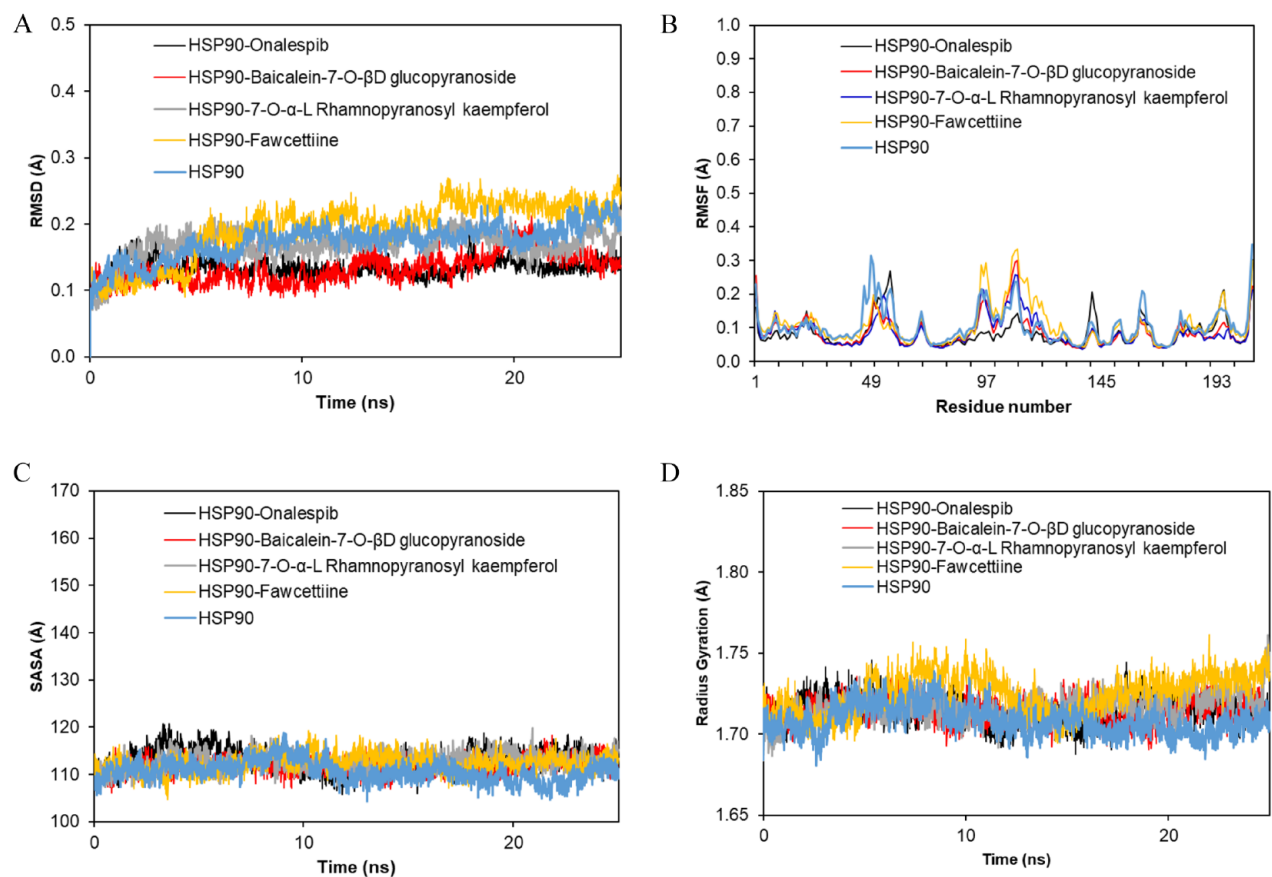 A
0.5
0.4
0.3
0.2
0.1
0.0
RMSD (Å)
HSP90-Onalespib
HSP90-Baicalein-7-O-βD glucopyranoside
HSP90-7-O-α-L Rhamnopyranosyl kaempferol
HSP90-Fawcettiine
HSP90
0 10 20
Time (ns)
B
1.0
0.9
0.8
0.7
0.6
0.5
0.4
0.3
0.2
0.1
0.0
RMSF (Å)
HSP90-Onalespib
HSP90-Baicalein-7-O-βD glucopyranoside
HSP90-7-O-α-L Rhamnopyranosyl kaempferol
HSP90-Fawcettiine
HSP90
1 49 97 145 193
Residue number
C
170
160
150
140
130
120
110
100
SASA (Å)
HSP90-Onalespib
HSP90-Baicalein-7-O-βD glucopyranoside
HSP90-7-O-α-L Rhamnopyranosyl kaempferol
HSP90-Fawcettiine
HSP90
0 10 20
Time (ns)
D
1.85
1.80
1.75
1.70
1.65
Radius Gyration (Å)
HSP90-Onalespib
HSP90-Baicalein-7-O-βD glucopyranoside
HSP90-7-O-α-L Rhamnopyranosyl kaempferol
HSP90-Fawcettiine
HSP90
0 10 20
Time (ns)